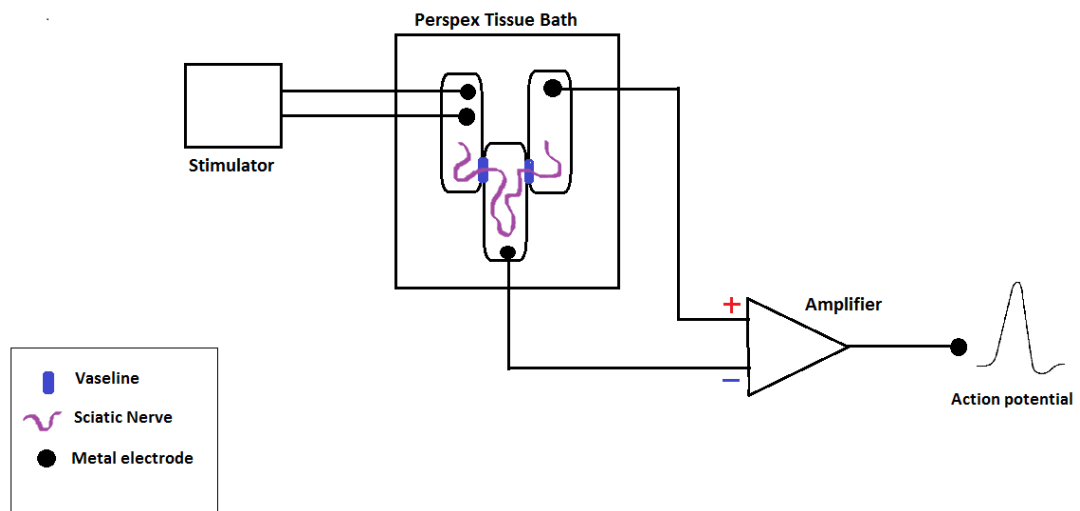 Perspex Tissue Bath
Stimulator
+
Amplifier
−
Action potential
Vaseline
Sciatic Nerve
Metal electrode